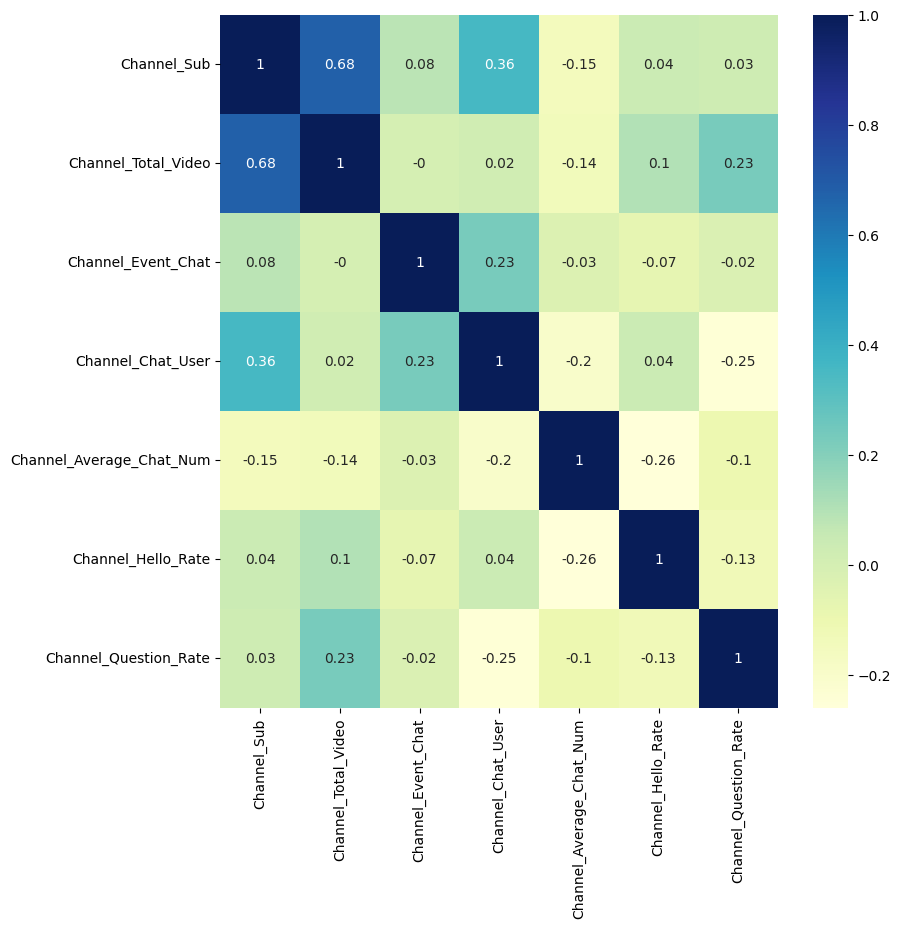 Channel_Sub 1 0.68 0.08 0.36 -0.15 0.04 0.03
Channel_Total_Video 0.68 1 -0 0.02 -0.14 0.1 0.23
Channel_Event_Chat 0.08 -0 1 0.23 -0.03 -0.07 -0.02
Channel_Chat_User 0.36 0.02 0.23 1 -0.2 0.04 -0.25
Channel_Average_Chat_Num -0.15 -0.14 -0.03 -0.2 1 -0.26 -0.1
Channel_Hello_Rate 0.04 0.1 -0.07 0.04 -0.26 1 -0.13
Channel_Question_Rate 0.03 0.23 -0.02 -0.25 -0.1 -0.13 1
Channel_Sub
Channel_Total_Video
Channel_Event_Chat
Channel_Chat_User
Channel_Average_Chat_Num
Channel_Hello_Rate
Channel_Question_Rate
1.0
0.8
0.6
0.4
0.2
0.0
−0.2